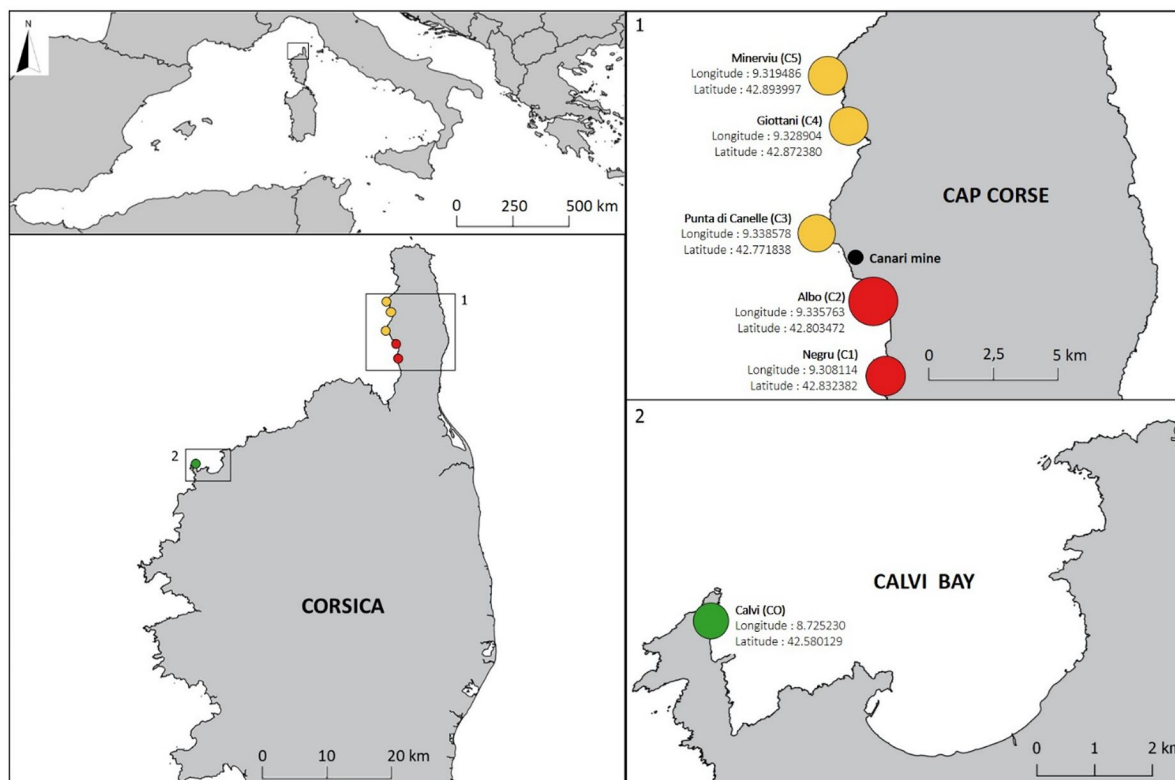 N
0 250 500 km
1
Minerviu (C5)
Longitude : 9.319486
Latitude : 42.893997
Giottani (C4)
Longitude : 9.328904
Latitude : 42.872380
CAP CORSE
Punta di Canelle (C3)
Longitude : 9.338578
Latitude : 42.771838
Canari mine
Albo (C2)
Longitude : 9.335763
Latitude : 42.803472
Negru (C1)
Longitude : 9.308114
Latitude : 42.832382
0 2,5 5 km
1
2
CORSICA
0 10 20 km
2
CALVI BAY
Calvi (CO)
Longitude : 8.725230
Latitude : 42.580129
0 1 2 km